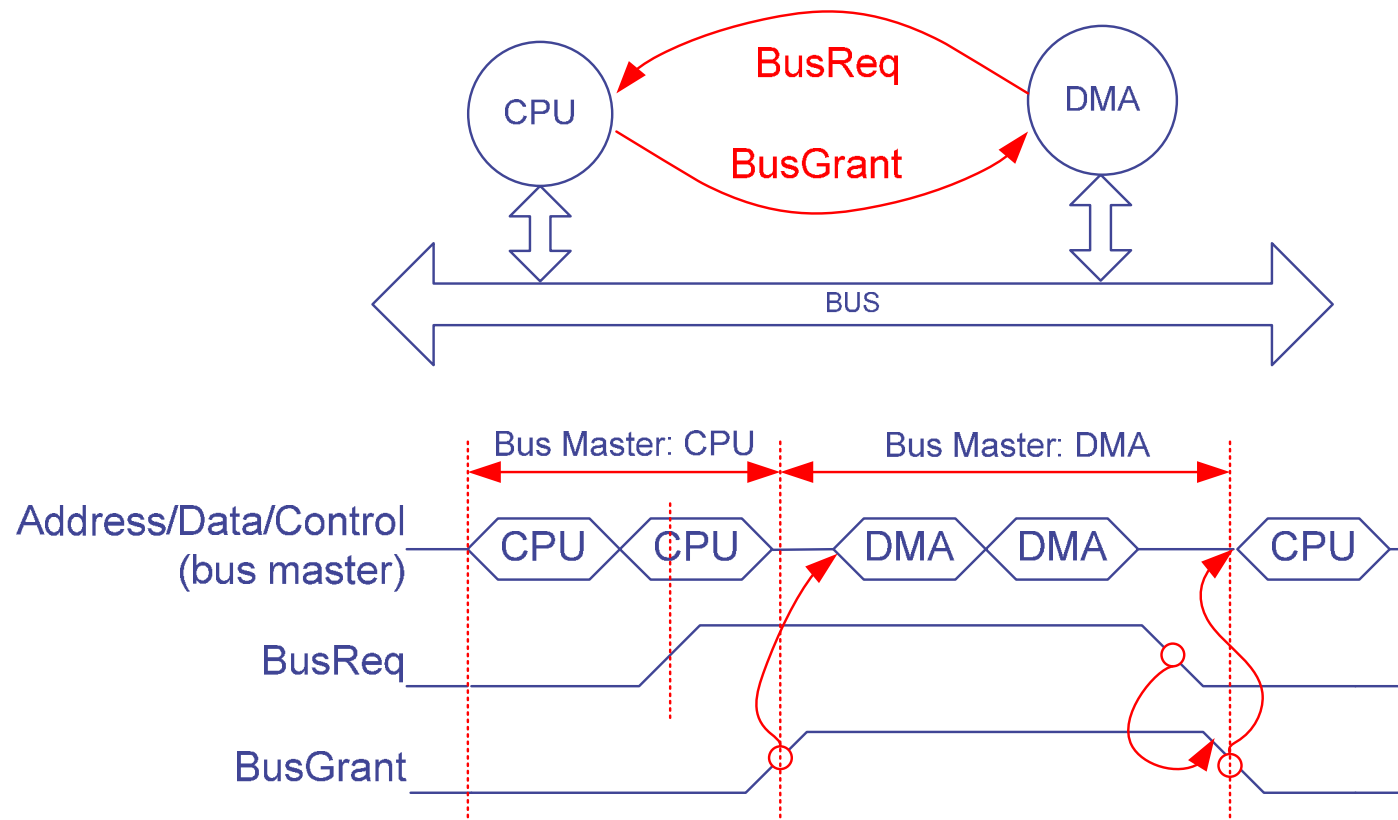 BusReq
CPU
DMA
BusGrant
BUS
Bus Master: CPU
Bus Master: DMA
Address/Data/Control
(bus master)
CPU
CPU
DMA
DMA
CPU
BusReq
BusGrant